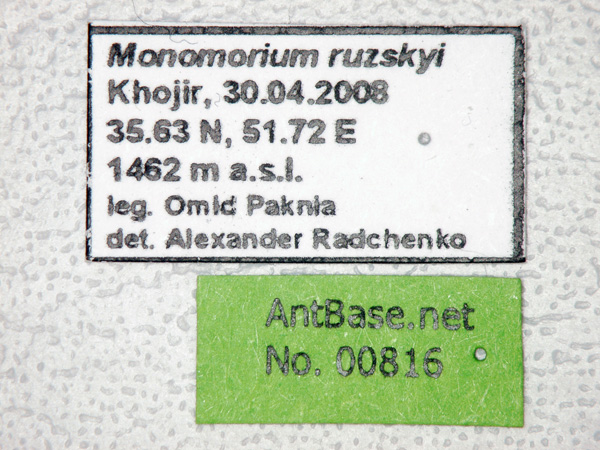 Monomorium ruzskyi
Khojir, 30.04.2008
35.63 N, 51.72 E
1462 m a.s.l.
leg. Omid Paknia
det. Alexander Radchenko
AntBase.net
No. 00816